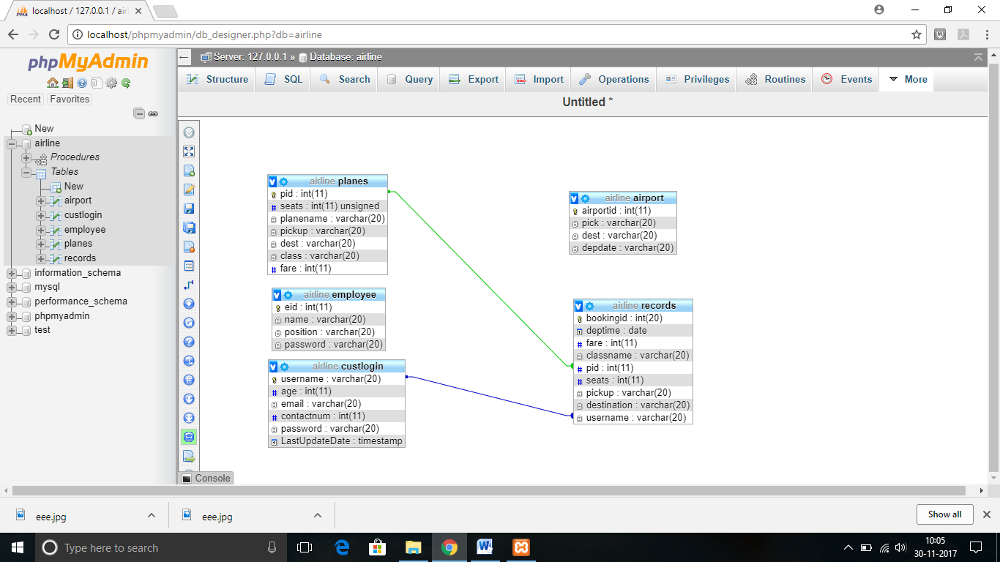 localhost / 127.0.0.1 / airl
localhost/phpmyadmin/db_designer.php?db=airline
phpMyAdmin
Recent Favorites
New
airline
Procedures
Tables
New
airport
custlogin
employee
planes
records
information_schema
mysql
performance_schema
phpmyadmin
test
Server: 127.0.0.1 » Database: airline
Structure SQL Search Query Export Import Operations Privileges Routines Events More
Untitled *
airline planes
pid : int(11)
seats : int(11) unsigned
planename : varchar(20)
pickup : varchar(20)
dest : varchar(20)
class : varchar(20)
fare : int(11)
airline employee
eid : int(11)
name : varchar(20)
position : varchar(20)
password : varchar(20)
airline custlogin
username : varchar(20)
age : int(11)
email : varchar(20)
contactnum : int(11)
password : varchar(20)
LastUpdateDate : timestamp
airline airport
airportid : int(11)
pick : varchar(20)
dest : varchar(20)
depdate : varchar(20)
airline records
bookingid : int(20)
deptime : date
fare : int(11)
classname : varchar(20)
pid : int(11)
seats : int(11)
pickup : varchar(20)
destination : varchar(20)
username : varchar(20)
Console
eee.jpg
eee.jpg
Show all
Type here to search
10:05
30-11-2017